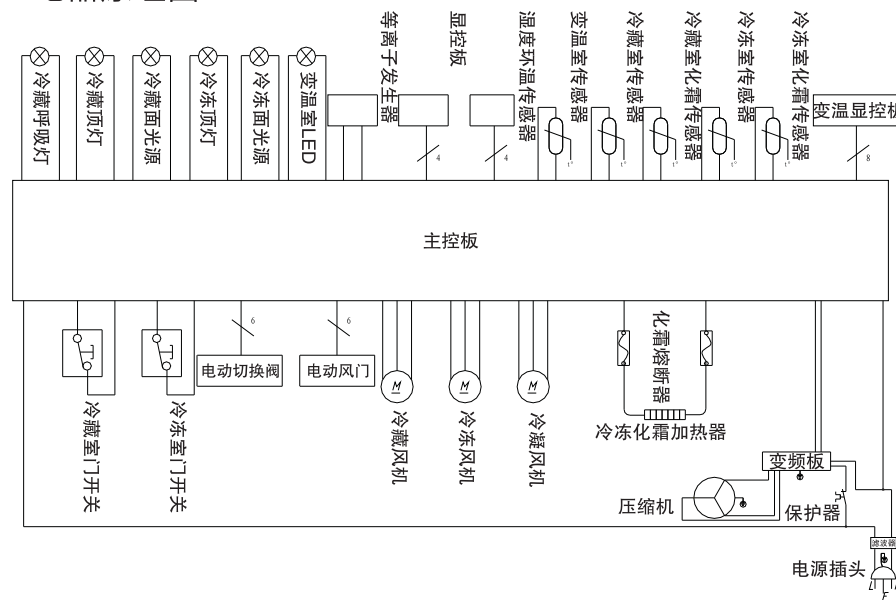 等离子发生器
显控板
湿度环温传感器
变温室传感器
冷藏室传感器
冷藏室化霜传感器
冷冻室传感器
冷冻室化霜传感器
冷藏呼吸灯
冷藏顶灯
冷藏面光源
冷冻顶灯
冷冻面光源
变温室LED
变温显控板
4
4
t°
t°
t°
t°
t°
8
主控板
6
6
电动切换阀
电动风门
M
M
M
化霜熔断器
冷藏室门开关
冷冻室门开关
冷藏风机
冷冻风机
冷凝风机
冷冻化霜加热器
变频板
压缩机
保护器
滤波器
电源插头